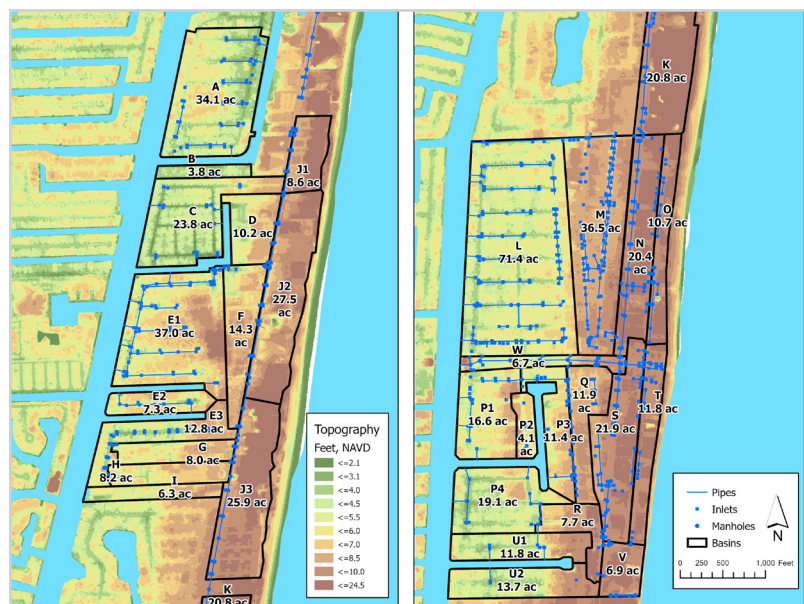 A
34.1 ac
B
3.8 ac
J1
8.6 ac
C
23.8 ac
D
10.2 ac
J2
27.5
ac
E1
37.0 ac
F
14.3
ac
E2
7.3 ac
E3
12.8 ac
G
8.0 ac
H
8.2 ac
I
6.3 ac
J3
25.9 ac
K
20.8 ac
Topography
Feet, NAVD
<=2.1
<=3.1
<=4.0
<=4.5
<=5.5
<=6.0
<=7.0
<=8.5
<=10.0
<=24.5
K
20.8 ac
M
36.5 ac
O
10.7 ac
L
71.4 ac
N
20.4
ac
W
6.7 ac
Q
11.9
ac
T
11.8 ac
P1
16.6 ac
P2
4.1
ac
P3
11.4 ac
S
21.9 ac
P4
19.1 ac
R
7.7 ac
U1
11.8 ac
V
6.9 ac
U2
13.7 ac
Pipes
Inlets
Manholes
Basins
N
0 250 500 1,000 Feet